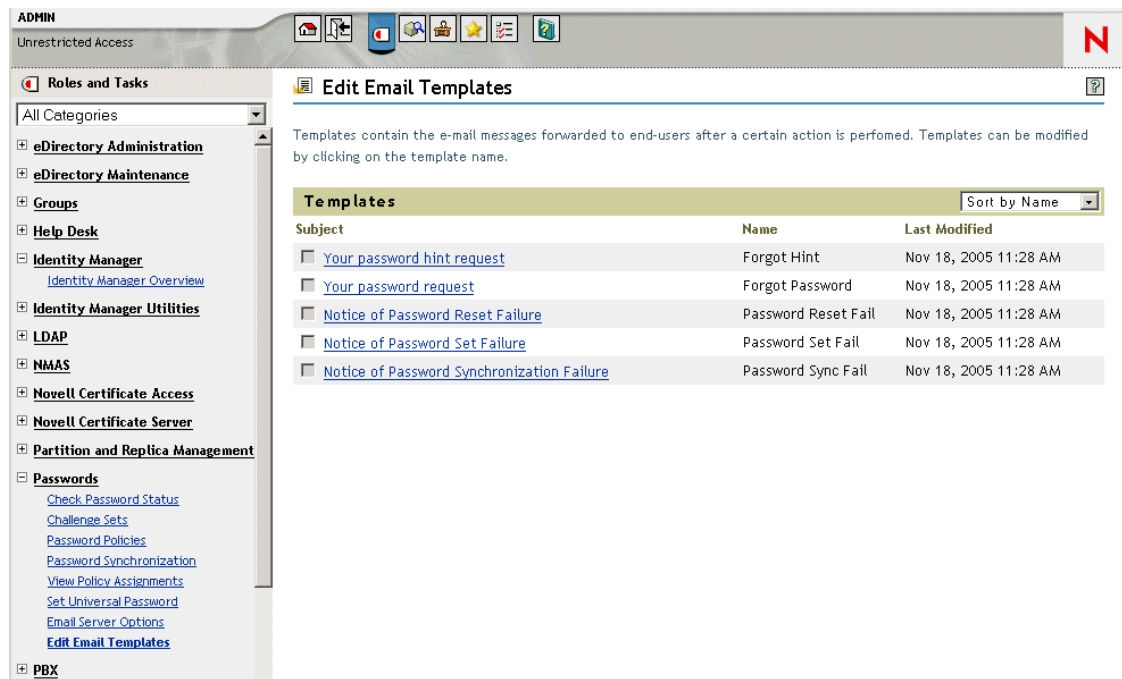 ADMIN
Unrestricted Access
N
Roles and Tasks
All Categories
eDirectory Administration
eDirectory Maintenance
Groups
Help Desk
Identity Manager
Identity Manager Overview
Identity Manager Utilities
LDAP
NMAS
Novell Certificate Access
Novell Certificate Server
Partition and Replica Management
Passwords
Check Password Status
Challenge Sets
Password Policies
Password Synchronization
View Policy Assignments
Set Universal Password
Email Server Options
Edit Email Templates
PBX
Edit Email Templates
?
Templates contain the e-mail messages forwarded to end-users after a certain action is perfomed. Templates can be modified
by clicking on the template name.
Templates Sort by Name
Subject Name Last Modified
Your password hint request Forgot Hint Nov 18, 2005 11:28 AM
Your password request Forgot Password Nov 18, 2005 11:28 AM
Notice of Password Reset Failure Password Reset Fail Nov 18, 2005 11:28 AM
Notice of Password Set Failure Password Set Fail Nov 18, 2005 11:28 AM
Notice of Password Synchronization Failure Password Sync Fail Nov 18, 2005 11:28 AM